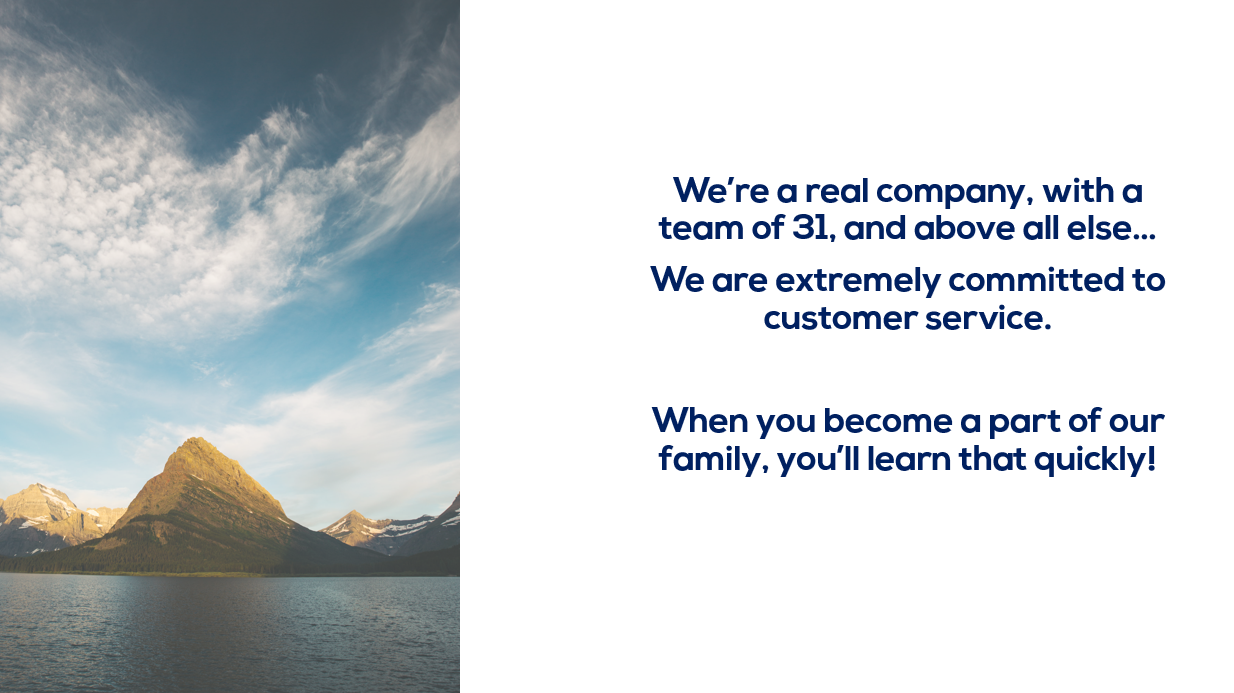 We're a real company, with a
team of 31, and above all else...
We are extremely committed to
customer service.
When you become a part of our
family, you'll learn that quickly!